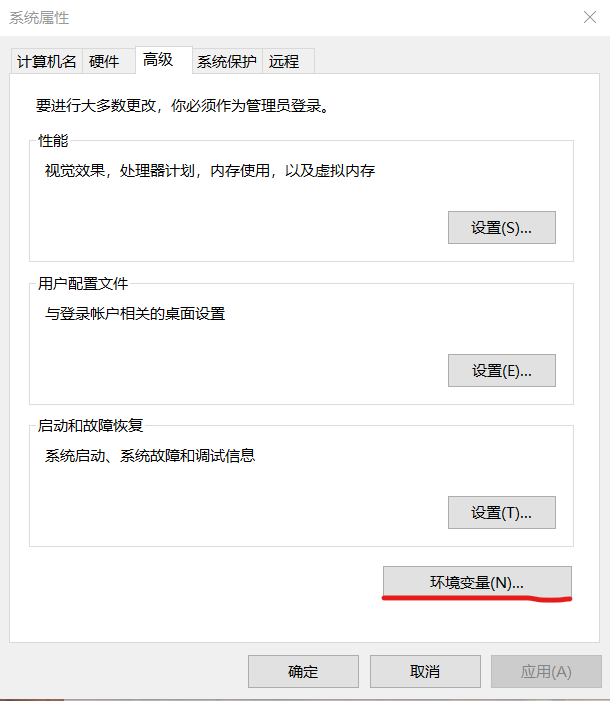 系统属性
计算机名 硬件 高级 系统保护 远程
要进行大多数更改，你必须作为管理员登录。
性能
视觉效果，处理器计划，内存使用，以及虚拟内存
设置(S)...
用户配置文件
与登录帐户相关的桌面设置
设置(E)...
启动和故障恢复
系统启动、系统故障和调试信息
设置(T)...
环境变量(N)...
确定 取消 应用(A)